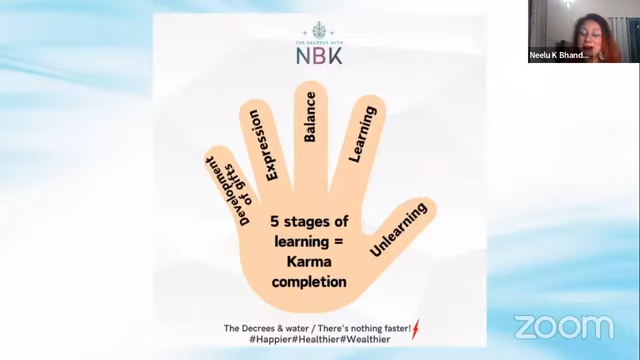 THE DECREES WITH
NBK
Neelu K Bhand...
Development
of gifts
Expression
Balance
Learning
Unlearning
5 stages of
learning =
Karma
completion
The Decrees & water / There's nothing faster!
#Happier#Healthier#Wealthier
zoom